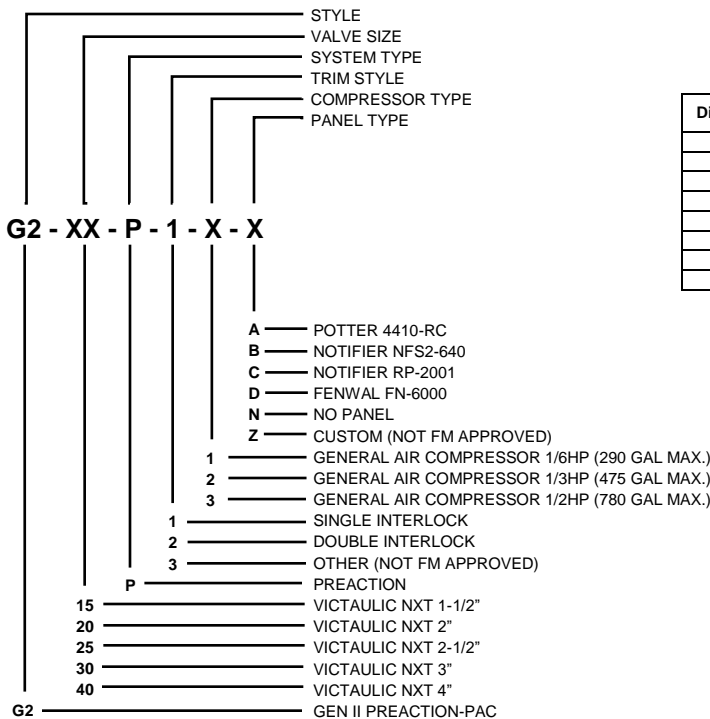 STYLE
VALVE SIZE
SYSTEM TYPE
TRIM STYLE
COMPRESSOR TYPE
PANEL TYPE
Di
G2 - XX - P - 1 - X - X
A POTTER 4410-RC
B NOTIFIER NFS2-640
C NOTIFIER RP-2001
D FENWAL FN-6000
N NO PANEL
Z CUSTOM (NOT FM APPROVED)
1 GENERAL AIR COMPRESSOR 1/6HP (290 GAL MAX.)
2 GENERAL AIR COMPRESSOR 1/3HP (475 GAL MAX.)
3 GENERAL AIR COMPRESSOR 1/2HP (780 GAL MAX.)
1 SINGLE INTERLOCK
2 DOUBLE INTERLOCK
3 OTHER (NOT FM APPROVED)
P PREACTION
15 VICTAULIC NXT 1-1/2”
20 VICTAULIC NXT 2”
25 VICTAULIC NXT 2-1/2”
30 VICTAULIC NXT 3”
40 VICTAULIC NXT 4”
G2 GEN II PREACTION-PAC